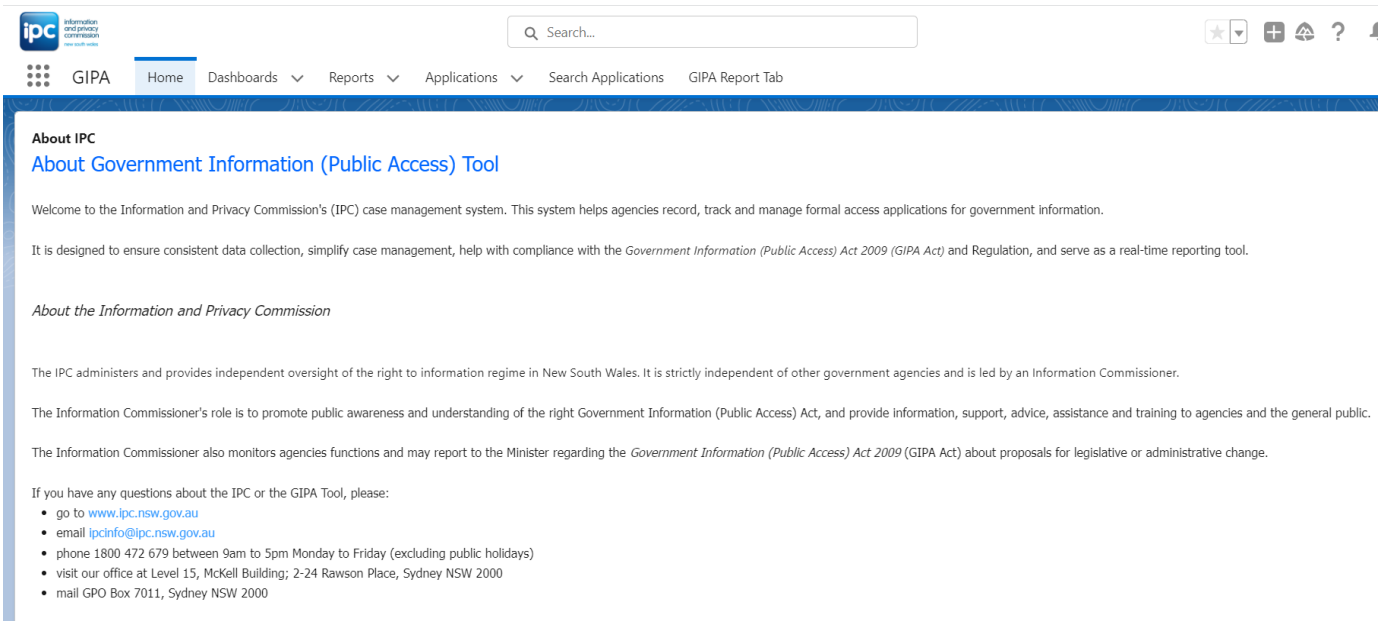 ipc information
and privacy
commission
new south wales
Search...
GIPA Home Dashboards Reports Applications Search Applications GIPA Report Tab
About IPC
About Government Information (Public Access) Tool
Welcome to the Information and Privacy Commission's (IPC) case management system. This system helps agencies record, track and manage formal access applications for government information.
It is designed to ensure consistent data collection, simplify case management, help with compliance with the Government Information (Public Access) Act 2009 (GIPA Act) and Regulation, and serve as a real-time reporting tool.
About the Information and Privacy Commission
The IPC administers and provides independent oversight of the right to information regime in New South Wales. It is strictly independent of other government agencies and is led by an Information Commissioner.
The Information Commissioner's role is to promote public awareness and understanding of the right Government Information (Public Access) Act, and provide information, support, advice, assistance and training to agencies and the general public.
The Information Commissioner also monitors agencies functions and may report to the Minister regarding the Government Information (Public Access) Act 2009 (GIPA Act) about proposals for legislative or administrative change.
If you have any questions about the IPC or the GIPA Tool, please:
• go to www.ipc.nsw.gov.au
• email ipcinfo@ipc.nsw.gov.au
• phone 1800 472 679 between 9am to 5pm Monday to Friday (excluding public holidays)
• visit our office at Level 15, McKell Building; 2-24 Rawson Place, Sydney NSW 2000
• mail GPO Box 7011, Sydney NSW 2000